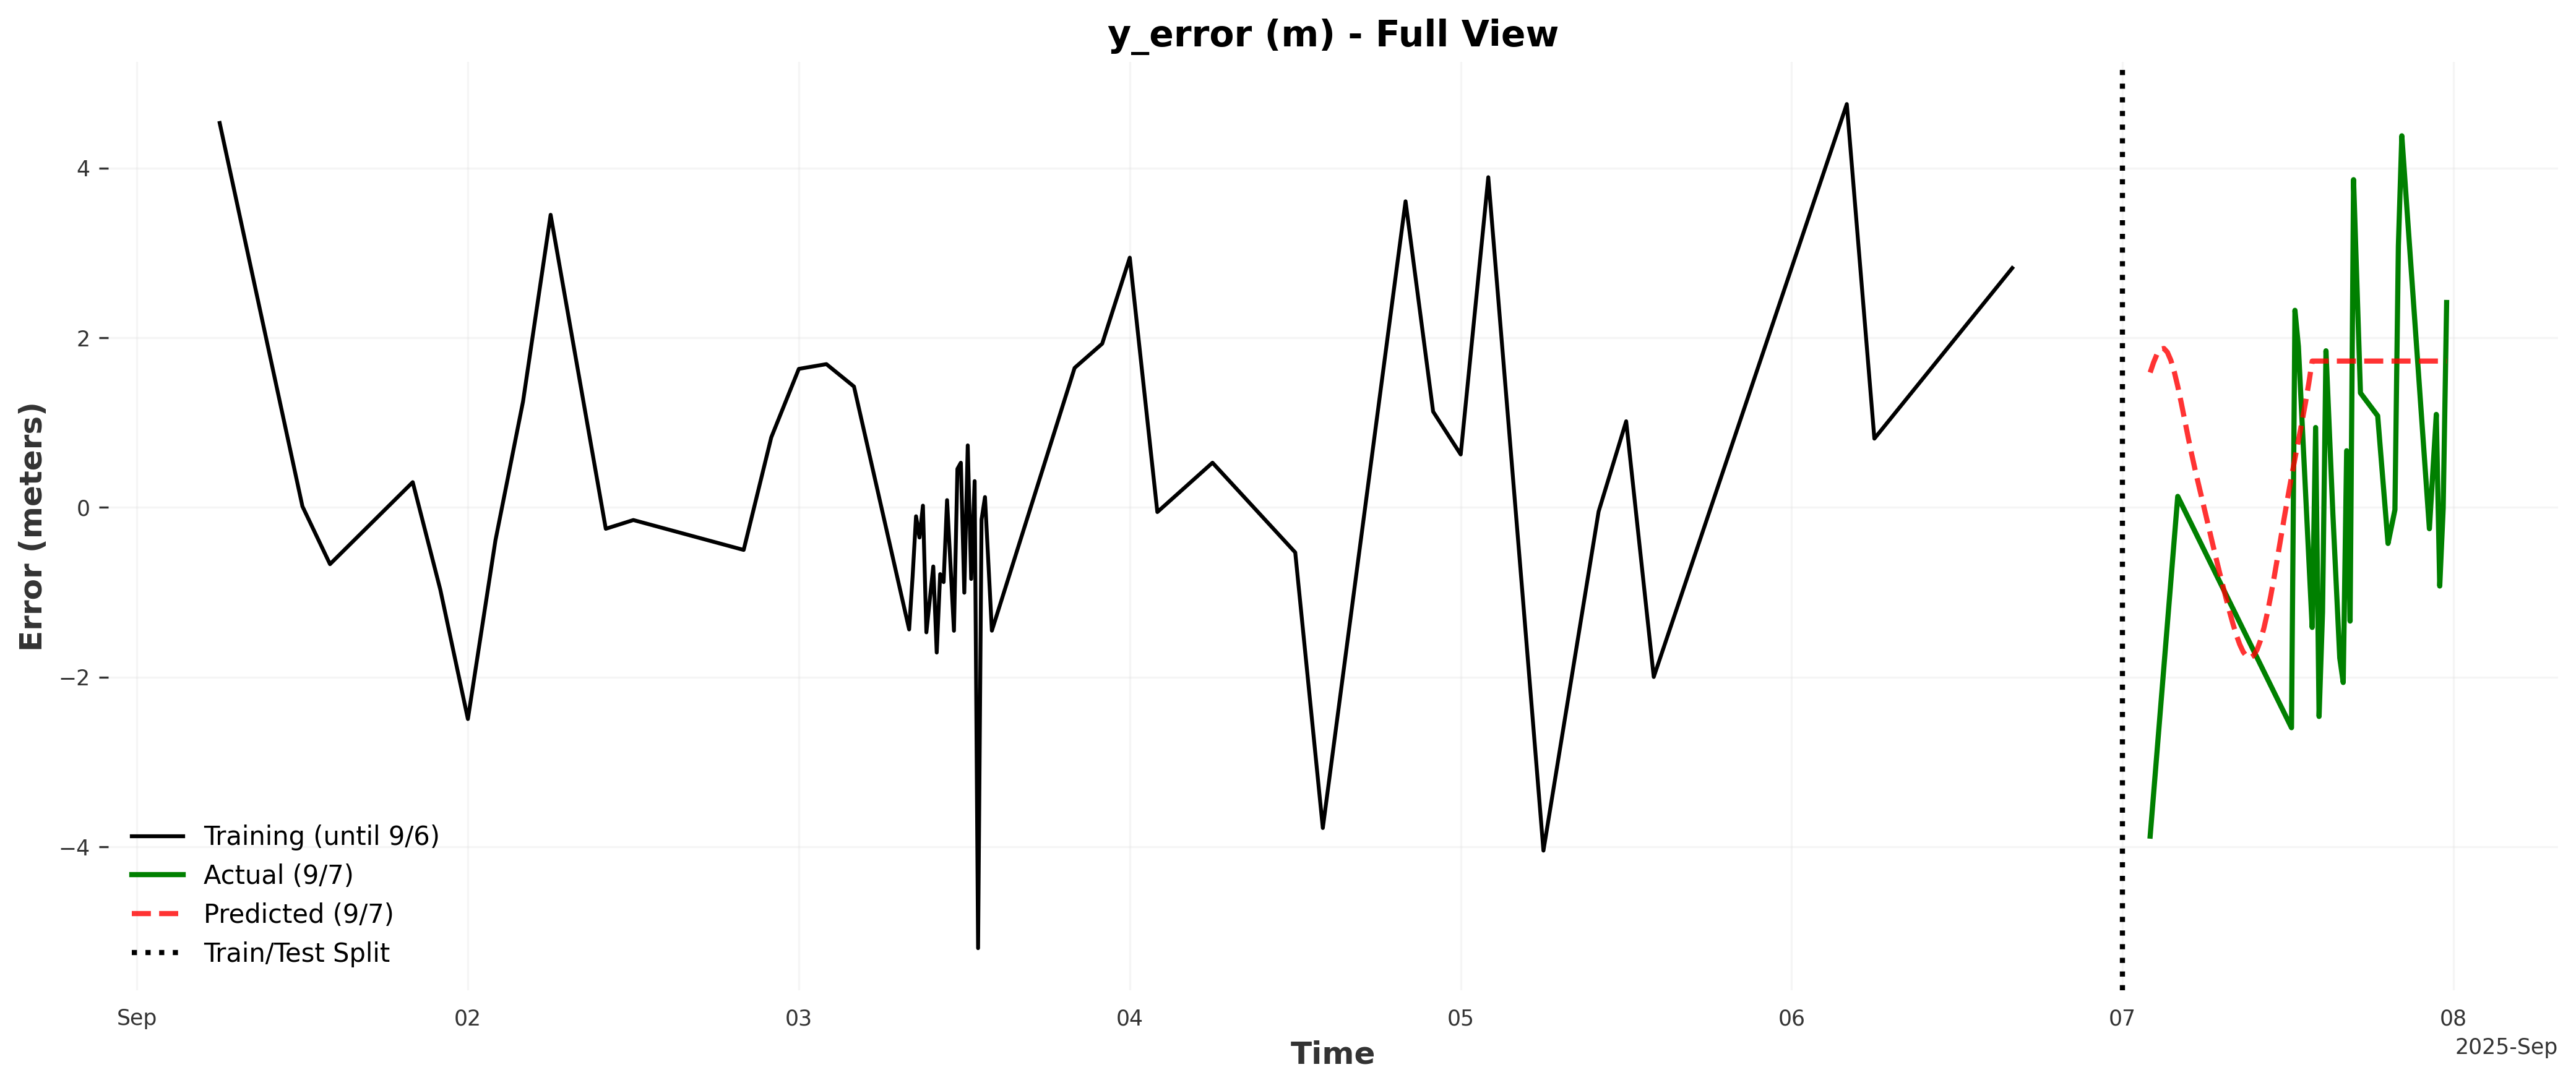 y_error (m) - Full View
Error (meters)
4
2
0
−2
−4
Training (until 9/6)
Actual (9/7)
Predicted (9/7)
Train/Test Split
Sep 02 03 04 05 06 07 08
Time
2025-Sep